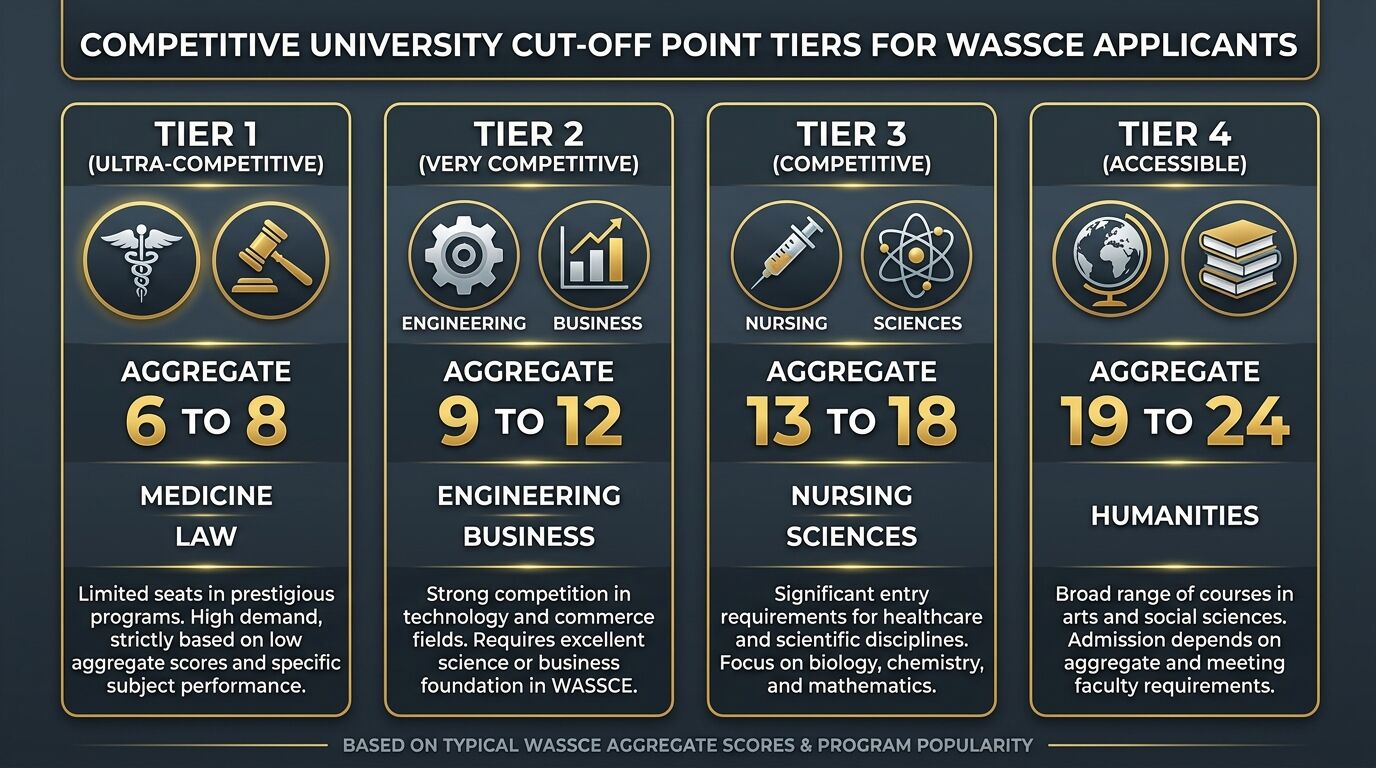 COMPETITIVE UNIVERSITY CUT-OFF POINT TIERS FOR WASSCE APPLICANTS
TIER 1
(ULTRA-COMPETITIVE)
AGGREGATE
6 TO 8
MEDICINE
LAW
Limited seats in prestigious
programs. High demand,
strictly based on low
aggregate scores and specific
subject performance.
TIER 2
(VERY COMPETITIVE)
ENGINEERING
BUSINESS
AGGREGATE
9 TO 12
ENGINEERING
BUSINESS
Strong competition in
technology and commerce
fields. Requires excellent
science or business
foundation in WASSCE.
TIER 3
(COMPETITIVE)
NURSING
SCIENCES
AGGREGATE
13 TO 18
NURSING
SCIENCES
Significant entry
requirements for healthcare
and scientific disciplines.
Focus on biology, chemistry,
and mathematics.
TIER 4
(ACCESSIBLE)
AGGREGATE
19 TO 24
HUMANITIES
Broad range of courses in
arts and social sciences.
Admission depends on
aggregate and meeting
faculty requirements.
BASED ON TYPICAL WASSCE AGGREGATE SCORES & PROGRAM POPULARITY